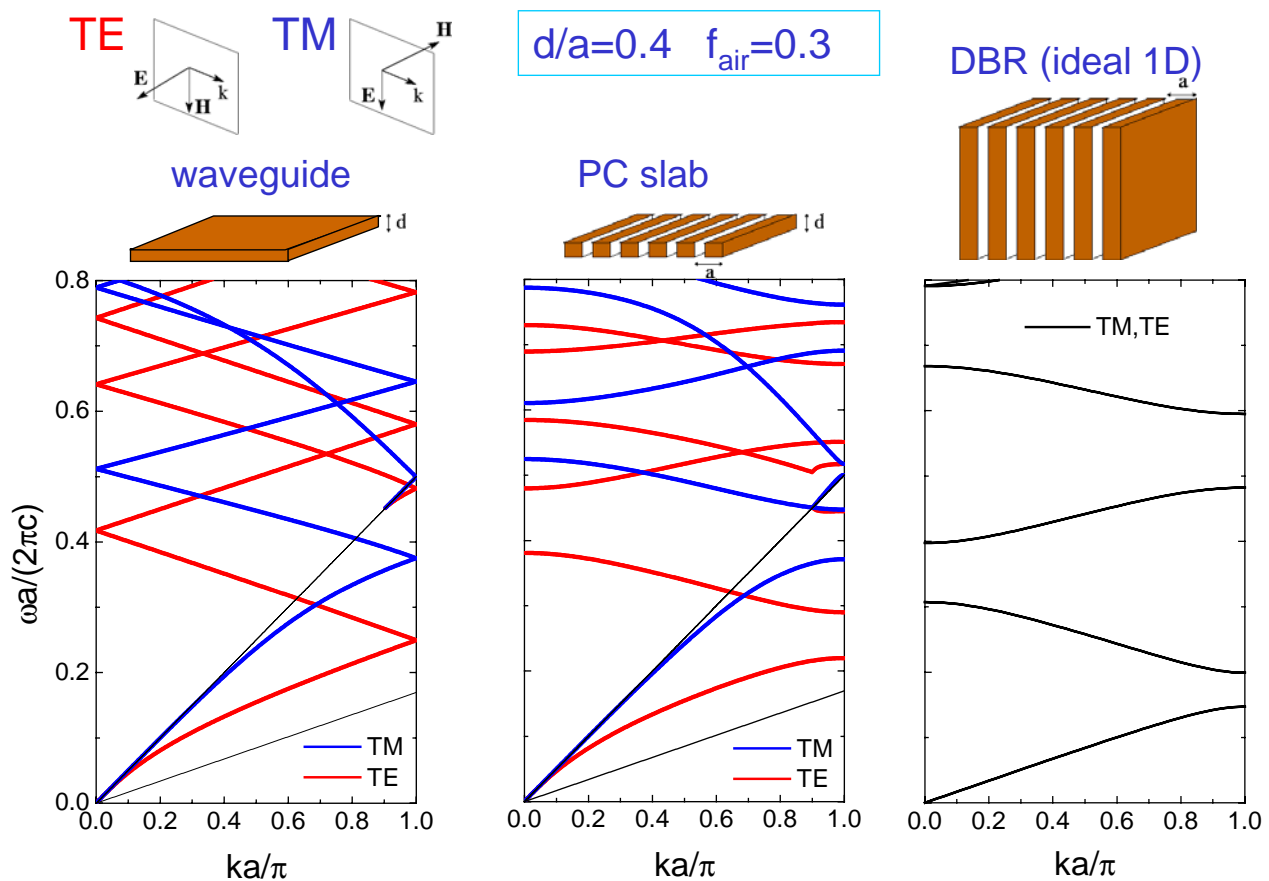 TE
E
H
k
TM
H
E
k
d/a=0.4 f_air=0.3
DBR (ideal 1D)
a
waveguide
d
PC slab
d
a
ωa/(2πc)
0.8
0.6
0.4
0.2
0.0
TM
TE
0.0 0.2 0.4 0.6 0.8 1.0
ka/π
TM
TE
0.0 0.2 0.4 0.6 0.8 1.0
ka/π
TM,TE
0.0 0.2 0.4 0.6 0.8 1.0
ka/π